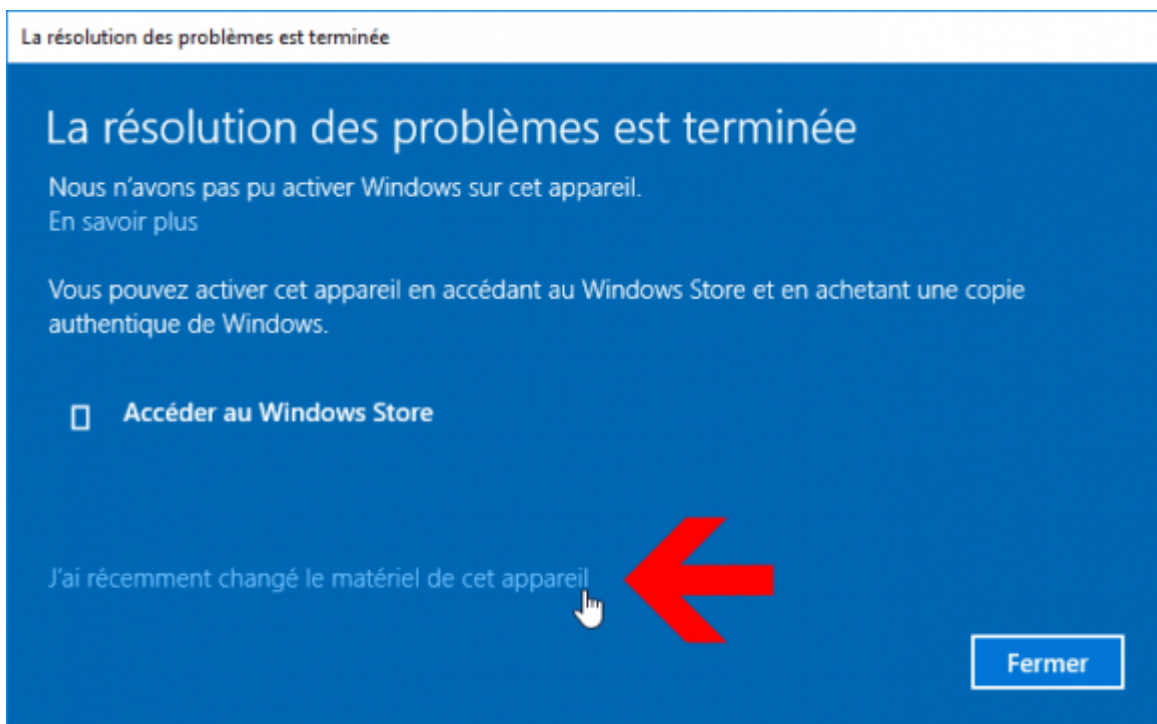 La résolution des problèmes est terminée
La résolution des problèmes est terminée
Nous n'avons pas pu activer Windows sur cet appareil.
En savoir plus
Vous pouvez activer cet appareil en accédant au Windows Store et en achetant une copie
authentique de Windows.
Accéder au Windows Store
J'ai récemment changé le matériel de cet appareil
Fermer